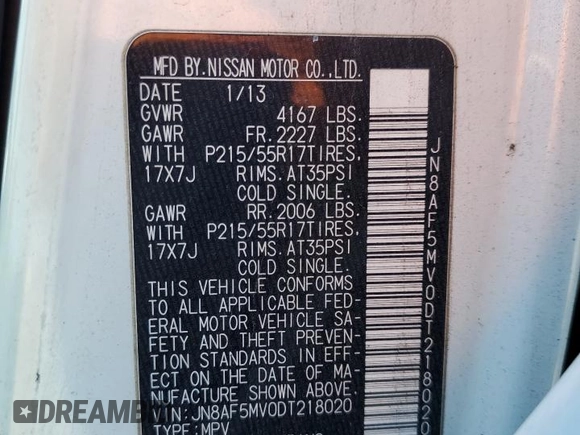 MFD BY.NISSAN MOTOR CO.,LTD.
DATE 1/13
GVWR 4167 LBS.
GAWR FR.2227 LBS.
WITH P215/55R17TIRES,
17X7J RIMS.AT35PSI
COLD SINGLE.
GAWR RR.2006 LBS.
WITH P215/55R17TIRES,
17X7J RIMS.AT35PSI
COLD SINGLE.
THIS VEHICLE CONFORMS
TO ALL APPLICABLE FED-
ERAL MOTOR VEHICLE SA-
FETY AND THEFT PREVEN-
TION STANDARDS IN EFF-
ECT ON THE DATE OF MA-
NUFACTURE SHOWN ABOVE.
VIN:JN8AF5MV0DT218020
TYPE:MPV
JN8AF5MV0DT218020